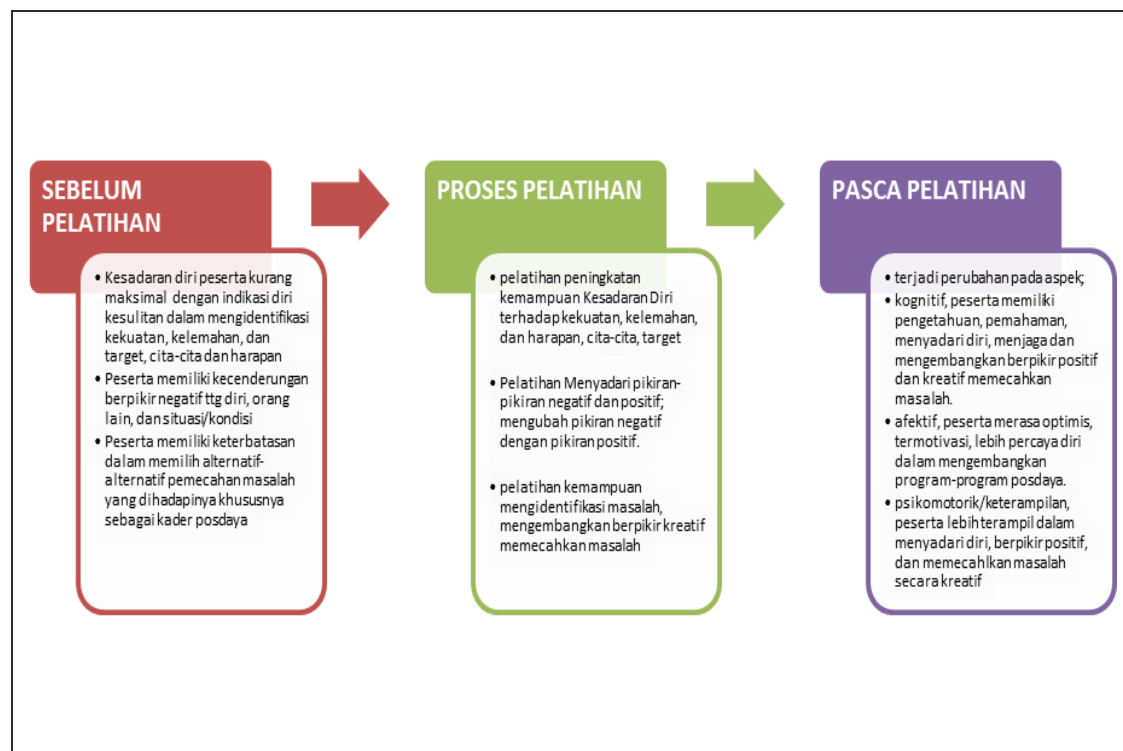 SEBELUM
PELATIHAN
• Kesadaran diri peserta kurang
maksimal dengan indikasi diri
kesulitan dalam mengidentifikasi
kekuatan, kelemahan, dan
target, cita-cita dan harapan
• Peserta memiliki kecenderungan
berpikir negatif ttg diri, orang
lain, dan situasi/kondisi
• Peserta memiliki keterbatasan
dalam memilih alternatif-
alternatif pemecahan masalah
yang dihadapinya khususnya
sebagai kader posdaya
PROSES PELATIHAN
• pelatihan peningkatan
kemampuan Kesadaran Diri
terhadap kekuatan, kelemahan,
dan harapan, cita-cita, target
• Pelatihan Menyadari pikiran-
pikiran negatif dan positif;
mengubah pikiran negatif
dengan pikiran positif.
• pelatihan kemampuan
mengidentifikasi masalah,
mengembangkan berpikir kreatif
memecahkan masalah
PASCA PELATIHAN
• terjadi perubahan pada aspek;
• kognitif, peserta memiliki
pengetahuan, pemahaman,
menyadari diri, menjaga dan
mengembangkan berpikir positif
dan kreatif memecahkan
masalah.
• afektif, peserta merasa optimis,
termotivasi, lebih percaya diri
dalam mengembangkan
program-program posdaya.
• psikomotorik/keterampilan,
peserta lebih terampil dalam
menyadari diri, berpikir positif,
dan memecahlkan masalah
secara kreatif